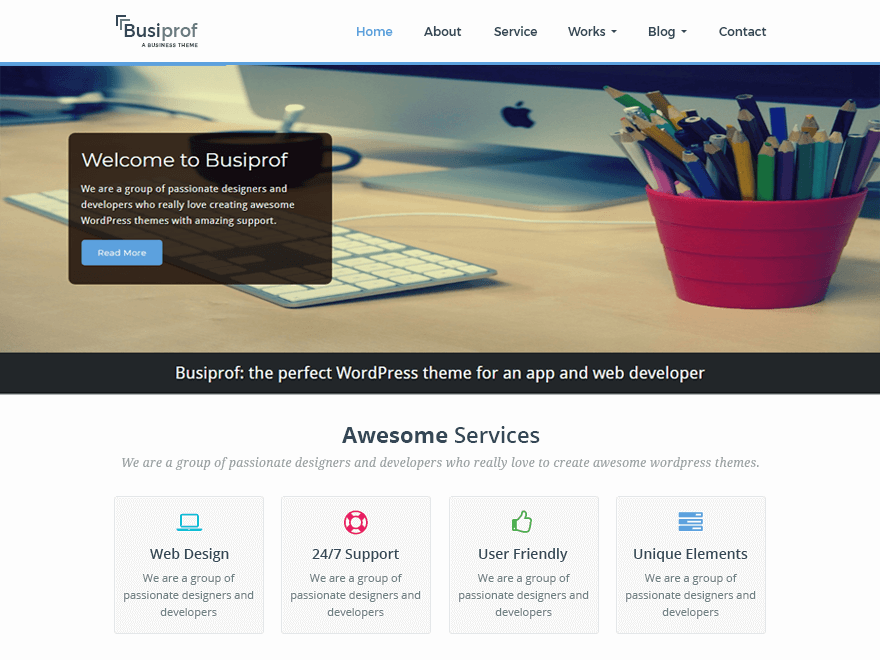 Busiprof
A BUSINESS THEME
Home About Service Works Blog Contact
Welcome to Busiprof
We are a group of passionate designers and
developers who really love creating awesome
WordPress themes with amazing support.
Read More
Busiprof: the perfect WordPress theme for an app and web developer
Awesome Services
We are a group of passionate designers and developers who really love to create awesome wordpress themes.
Web Design
We are a group of
passionate designers and
developers
24/7 Support
We are a group of
passionate designers and
developers
User Friendly
We are a group of
passionate designers and
developers
Unique Elements
We are a group of
passionate designers and
developers